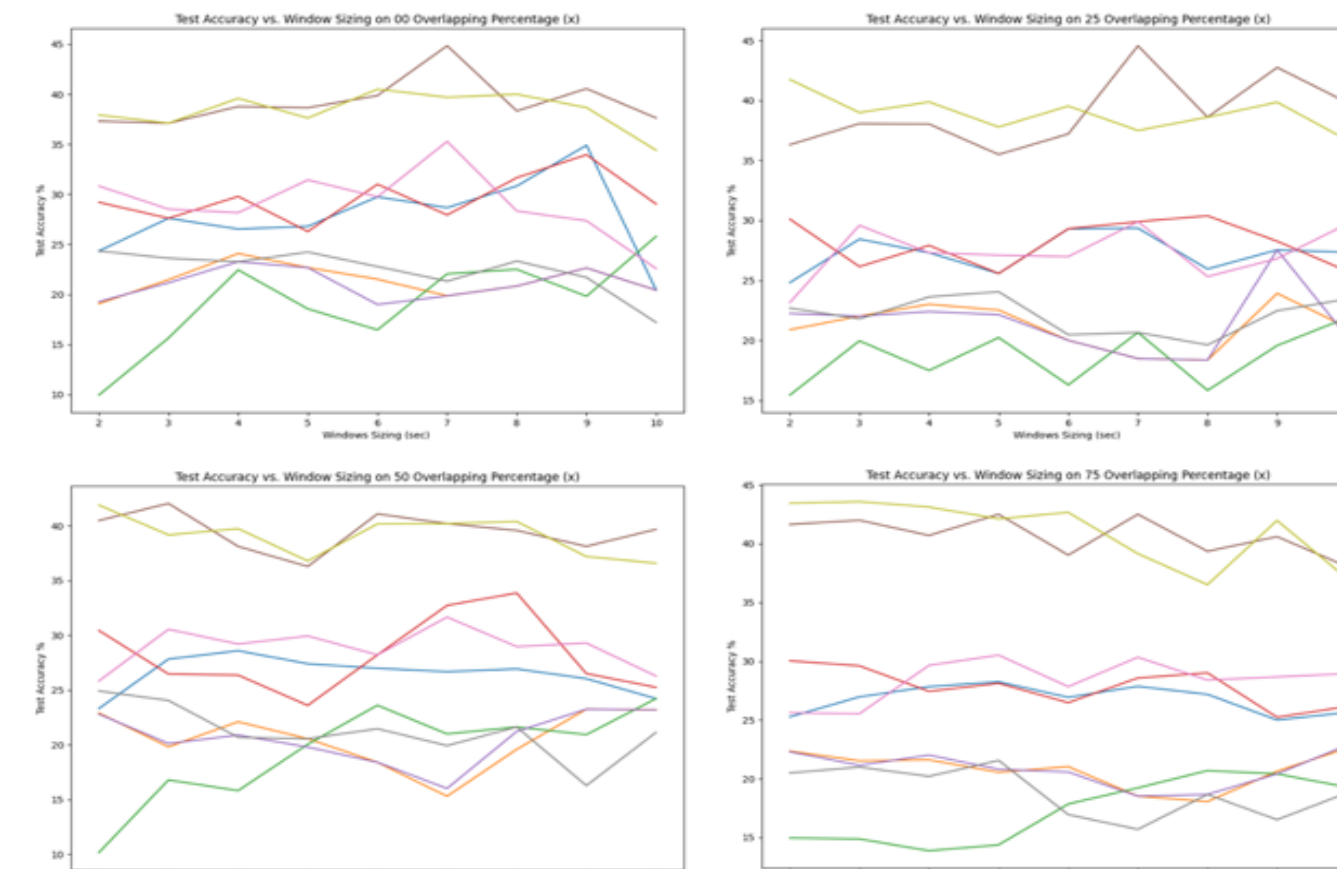 Test Accuracy vs. Window Sizing on 00 Overlapping Percentage (x)
45
40
35
30
25
20
15
10
Test Accuracy %
2 3 4 5 6 7 8 9 10
Windows Sizing (sec)
Test Accuracy vs. Window Sizing on 25 Overlapping Percentage (x)
45
40
35
30
25
20
15
Test Accuracy %
2 3 4 5 6 7 8 9
Windows Sizing (sec)
Test Accuracy vs. Window Sizing on 50 Overlapping Percentage (x)
40
35
30
25
20
15
10
Test Accuracy %
Test Accuracy vs. Window Sizing on 75 Overlapping Percentage (x)
45
40
35
30
25
20
15
Test Accuracy %